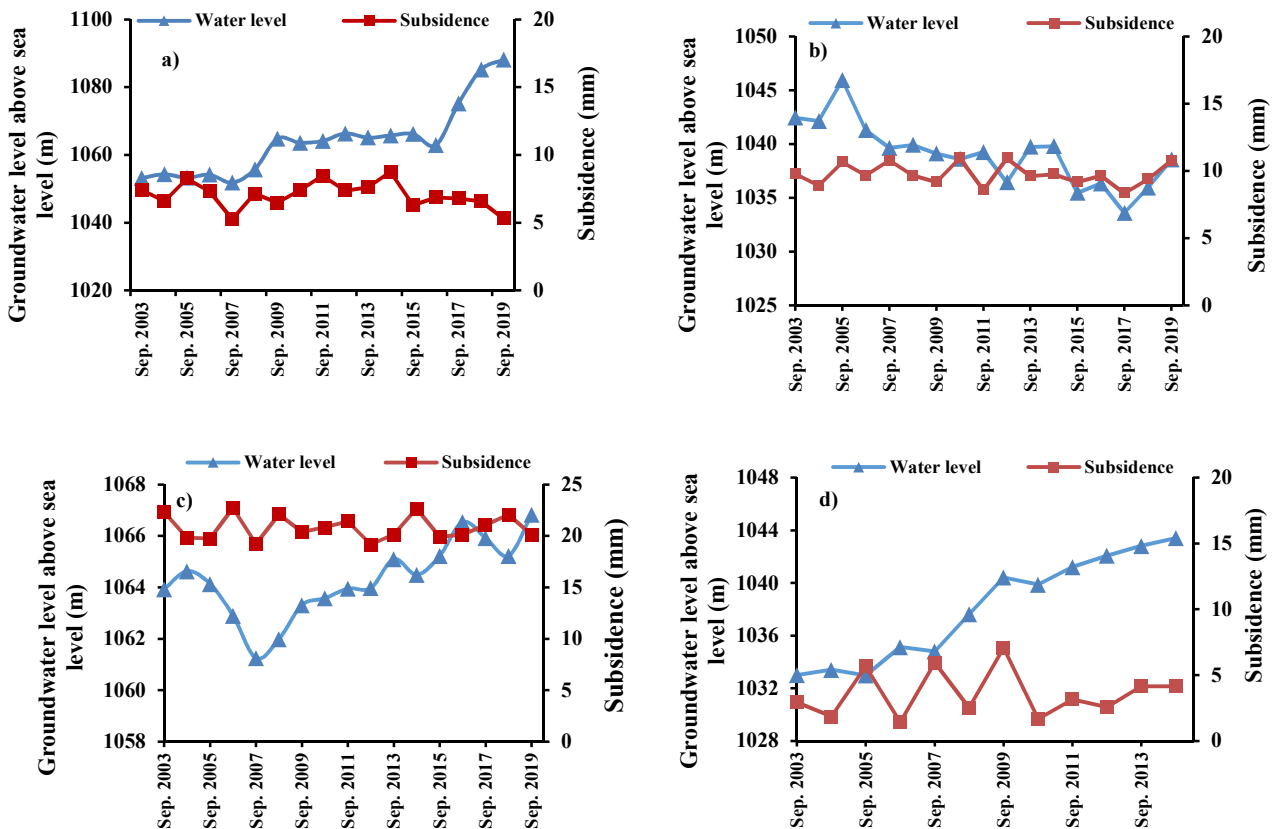 Water level
Subsidence
a)
Groundwater level above sea
level (m)
1100
1080
1060
1040
1020
20
15
10
5
0
Subsidence (mm)
Sep. 2003
Sep. 2005
Sep. 2007
Sep. 2009
Sep. 2011
Sep. 2013
Sep. 2015
Sep. 2017
Sep. 2019
Water level
Subsidence
b)
Groundwater level above sea
level (m)
1050
1045
1040
1035
1030
1025
20
15
10
5
0
Subsidence (mm)
Sep. 2003
Sep. 2005
Sep. 2007
Sep. 2009
Sep. 2011
Sep. 2013
Sep. 2015
Sep. 2017
Sep. 2019
Water level
Subsidence
c)
Groundwater level above sea
level (m)
1068
1066
1064
1062
1060
1058
25
20
15
10
5
0
Subsidence (mm)
Sep. 2003
Sep. 2005
Sep. 2007
Sep. 2009
Sep. 2011
Sep. 2013
Sep. 2015
Sep. 2017
Sep. 2019
Water level
Subsidence
d)
Groundwater level above sea
level (m)
1048
1044
1040
1036
1032
1028
20
15
10
5
0
Subsidence (mm)
Sep. 2003
Sep. 2005
Sep. 2007
Sep. 2009
Sep. 2011
Sep. 2013